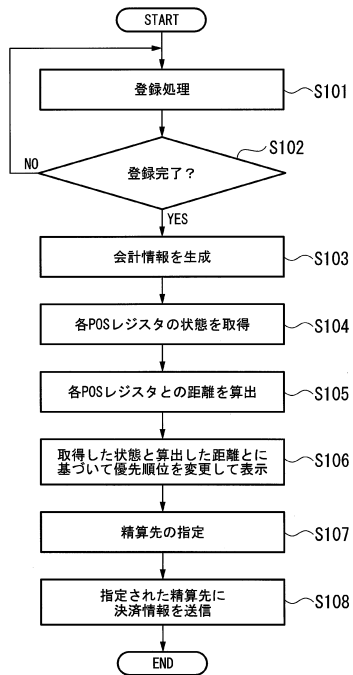 START
登録処理
S101
登録完了？
S102
NO
YES
会計情報を生成
S103
各POSレジスタの状態を取得
S104
各POSレジスタとの距離を算出
S105
取得した状態と算出した距離とに
基づいて優先順位を変更して表示
S106
精算先の指定
S107
指定された精算先に
決済情報を送信
S108
END